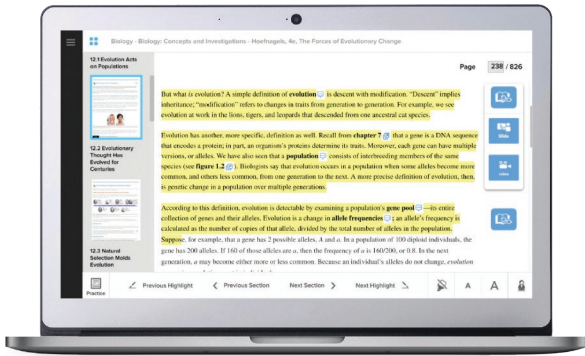 Biology - Biology: Concepts and Investigations - Hoefnagels, 4e, The Forces of Evolutionary Change
12.1 Evolution Acts
on Populations
12.2 Evolutionary
Thought Has
Evolved for
Centuries
12.3 Natural
Selection Molds
Evolution
Page 238 / 826
But what is evolution? A simple definition of evolution is descent with modification. "Descent" implies
inheritance; "modification" refers to changes in traits from generation to generation. For example, we see
evolution at work in the lions, tigers, and leopards that descended from one ancestral cat species.
Evolution has another, more specific, definition as well. Recall from chapter 7 that a gene is a DNA sequence
that encodes a protein; in part, an organism's proteins determine its traits. Moreover, each gene can have multiple
versions, or alleles. We have also seen that a population consists of interbreeding members of the same
species (see figure 1.2). Biologists say that evolution occurs in a population when some alleles become more
common, and others less common, from one generation to the next. A more precise definition of evolution, then,
is genetic change in a population over multiple generations.
According to this definition, evolution is detectable by examining a population's gene pool —its entire
collection of genes and their alleles. Evolution is a change in allele frequencies; an allele's frequency is
calculated as the number of copies of that allele, divided by the total number of alleles in the population.
Suppose, for example, that a gene has 2 possible alleles, A and a. In a population of 100 diploid individuals, the
gene has 200 alleles. If 160 of those alleles are a, then the frequency of a is 160/200, or 0.8. In the next
generation, a may become either more or less common. Because an individual's alleles do not change, evolution
Slide
Practice
Previous Highlight
Previous Section
Next Section
Next Highlight
A
A